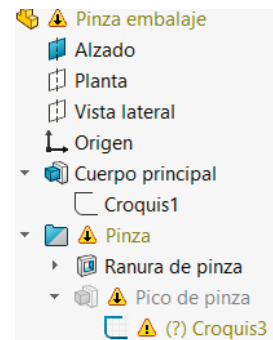 Pinza embalaje
Alzado
Planta
Vista lateral
Origen
Cuerpo principal
Croquis1
Pinza
Ranura de pinza
Pico de pinza
(?) Croquis3